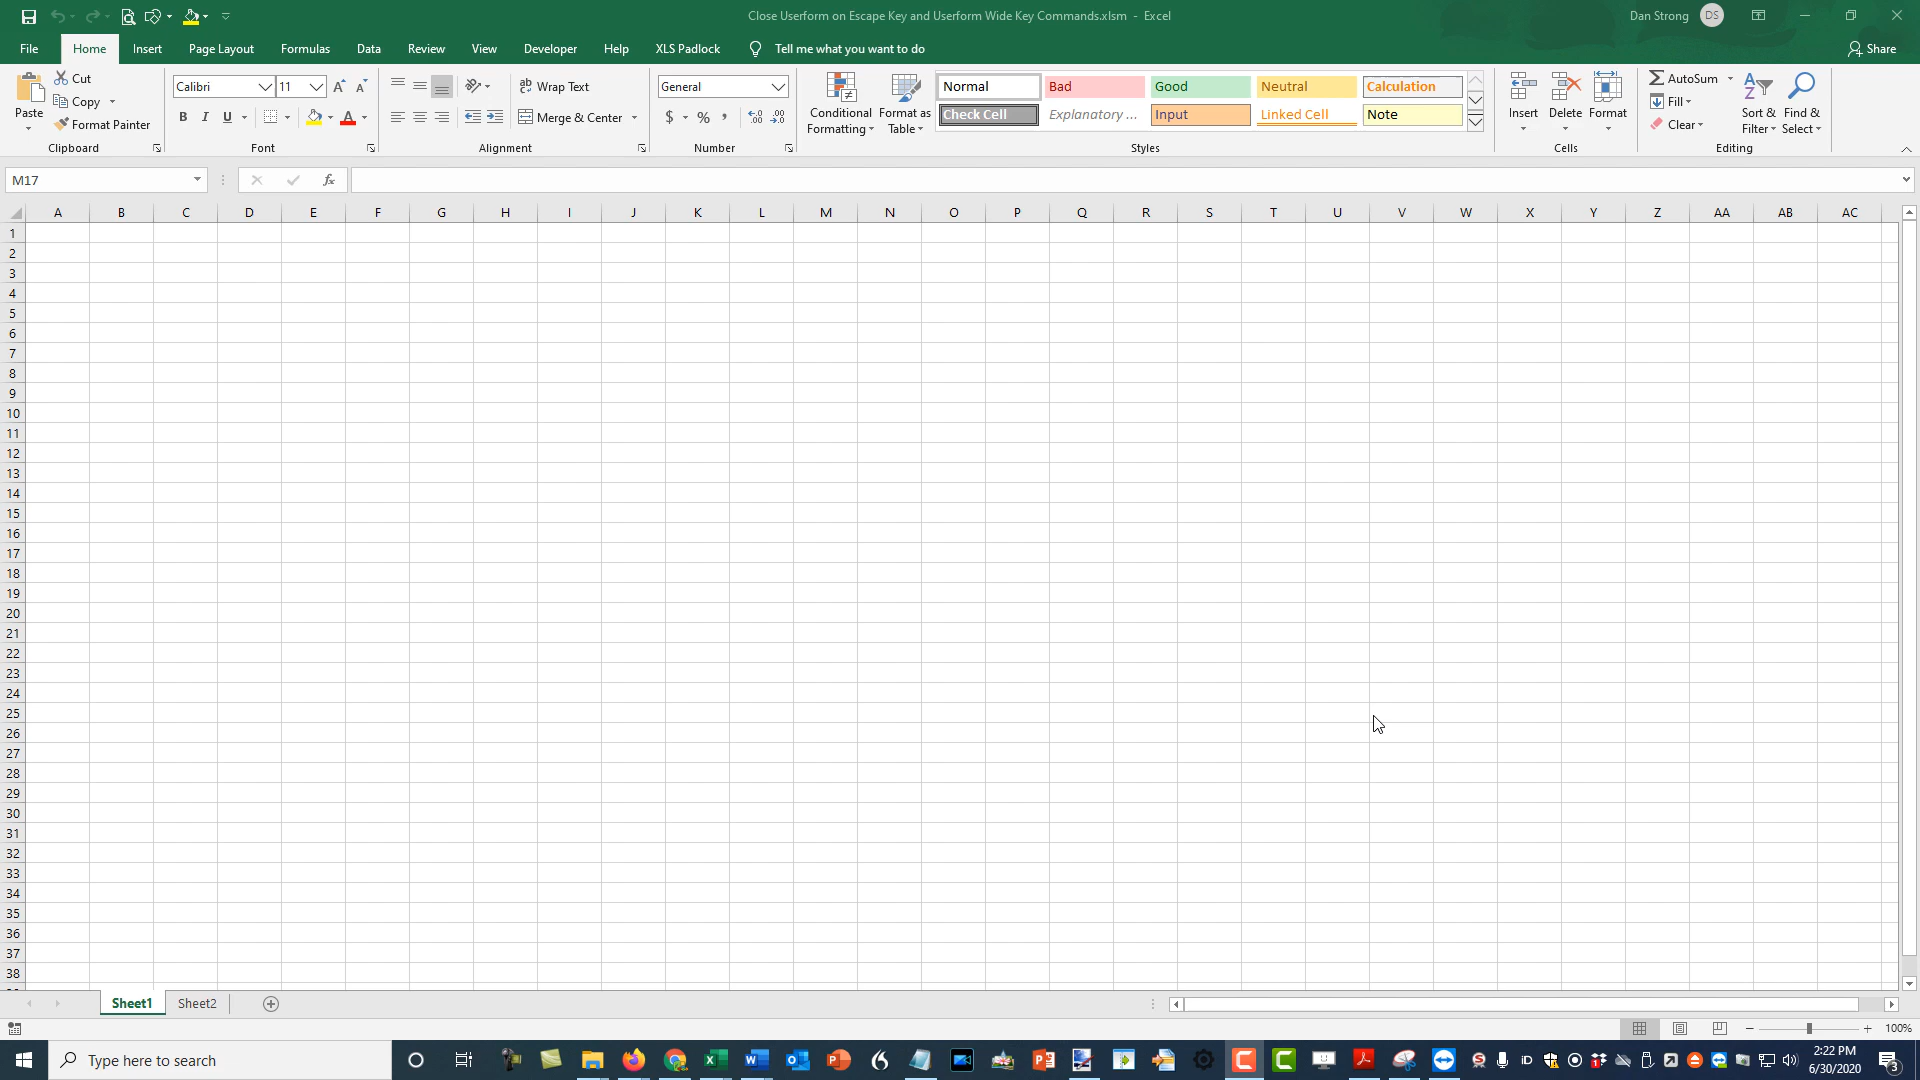 Close Userform on Escape Key and Userform Wide Key Commands.xlsm - Excel
Dan Strong DS
File Home Insert Page Layout Formulas Data Review View Developer Help XLS Padlock Tell me what you want to do Share
Paste
Cut
Copy
Format Painter
Clipboard
Calibri 11
B I U
Font
Wrap Text
Merge & Center
Alignment
General
$ % ,
Number
Conditional Formatting
Format as Table
Normal Bad Good Neutral Calculation
Check Cell Explanatory ... Input Linked Cell Note
Styles
Insert Delete Format
Cells
AutoSum
Fill
Clear
Sort & Filter
Find & Select
Editing
M17 fx
A B C D E F G H I J K L M N O P Q R S T U V W X Y Z AA AB AC
1
2
3
4
5
6
7
8
9
10
11
12
13
14
15
16
17
18
19
20
21
22
23
24
25
26
27
28
29
30
31
32
33
34
35
36
37
38
Sheet1 Sheet2
100%
Type here to search
2:22 PM
6/30/2020
3